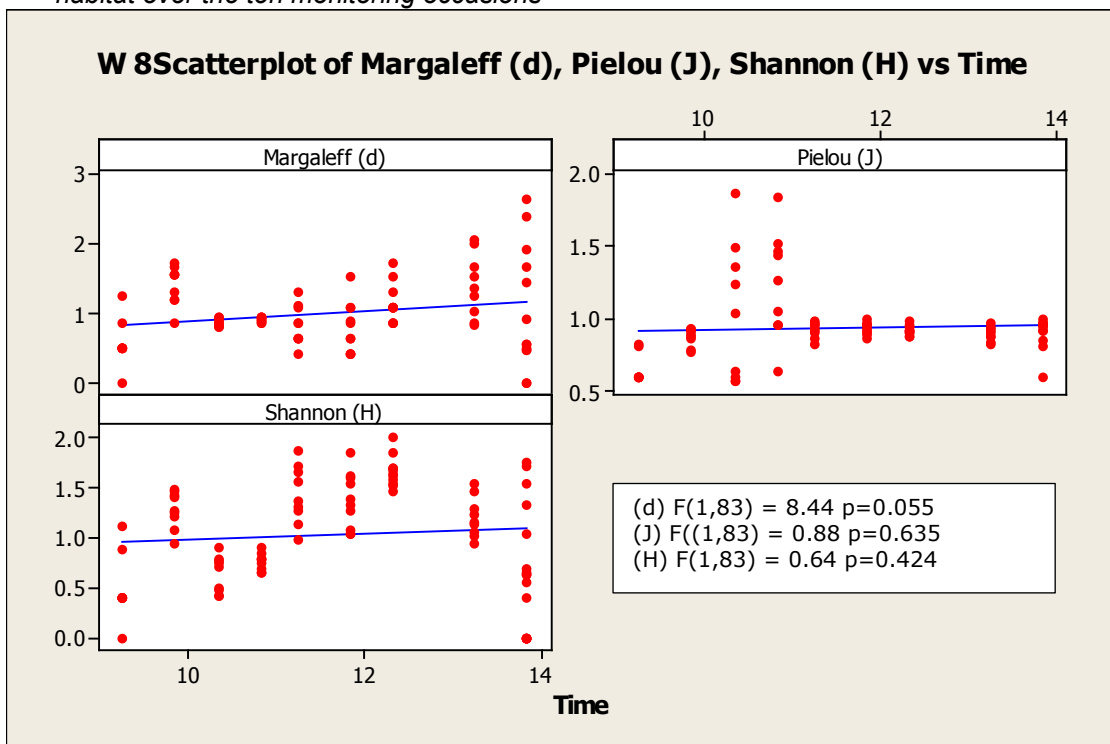 habitat over the ten monitoring occasions
W 8Scatterplot of Margaleff (d), Pielou (J), Shannon (H) vs Time
10 12 14
Margaleff (d)
Pielou (J)
3
2
1
0
2.0
1.5
1.0
0.5
Shannon (H)
2.0
1.5
1.0
0.5
0.0
(d) F(1,83) = 8.44 p=0.055
(J) F((1,83) = 0.88 p=0.635
(H) F(1,83) = 0.64 p=0.424
10 12 14
Time